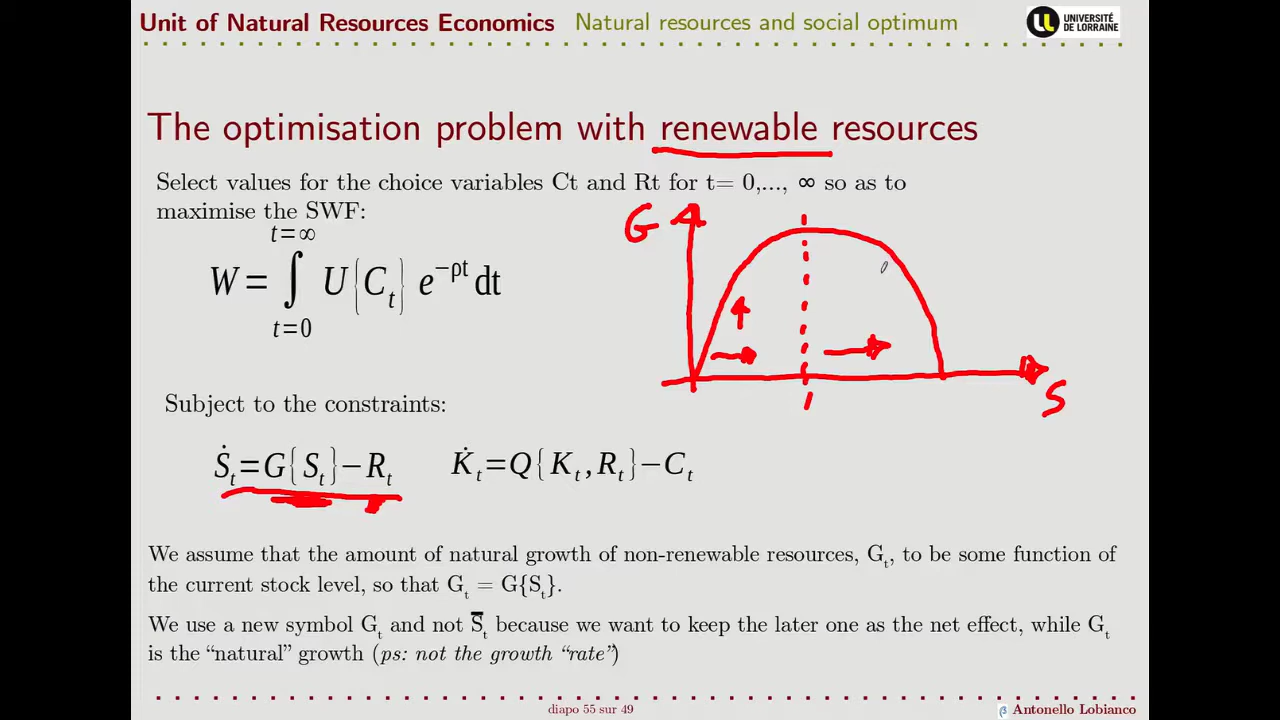 Unit of Natural Resources Economics Natural resources and social optimum
UNIVERSITÉ
DE LORRAINE
The optimisation problem with renewable resources
Select values for the choice variables Ct and Rt for t= 0,..., ∞ so as to
maximise the SWF:
W = ∫_{t=0}^{t=∞} U{C_t} e^{−ρt} dt
G
S
Subject to the constraints:
Ṡ_t=G{S_t}−R_t K̇_t=Q{K_t,R_t}−C_t
We assume that the amount of natural growth of non-renewable resources, G_t, to be some function of
the current stock level, so that G_t = G{S_t}.
We use a new symbol G_t and not S̅_t because we want to keep the later one as the net effect, while G_t
is the “natural” growth (ps: not the growth “rate”)
diapo 55 sur 49
β Antonello Lobianco